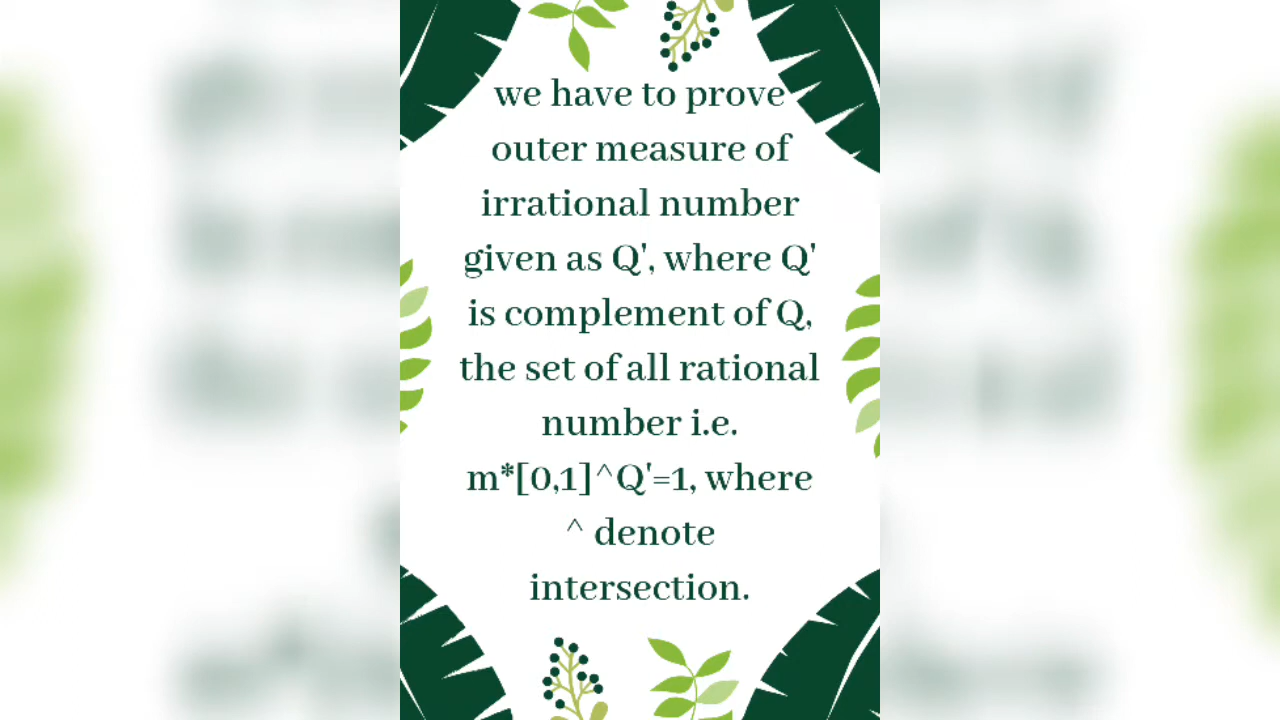 we have to prove
outer measure of
irrational number
given as Q', where Q'
is complement of Q,
the set of all rational
number i.e.
m*[0,1]^Q'=1, where
^ denote
intersection.